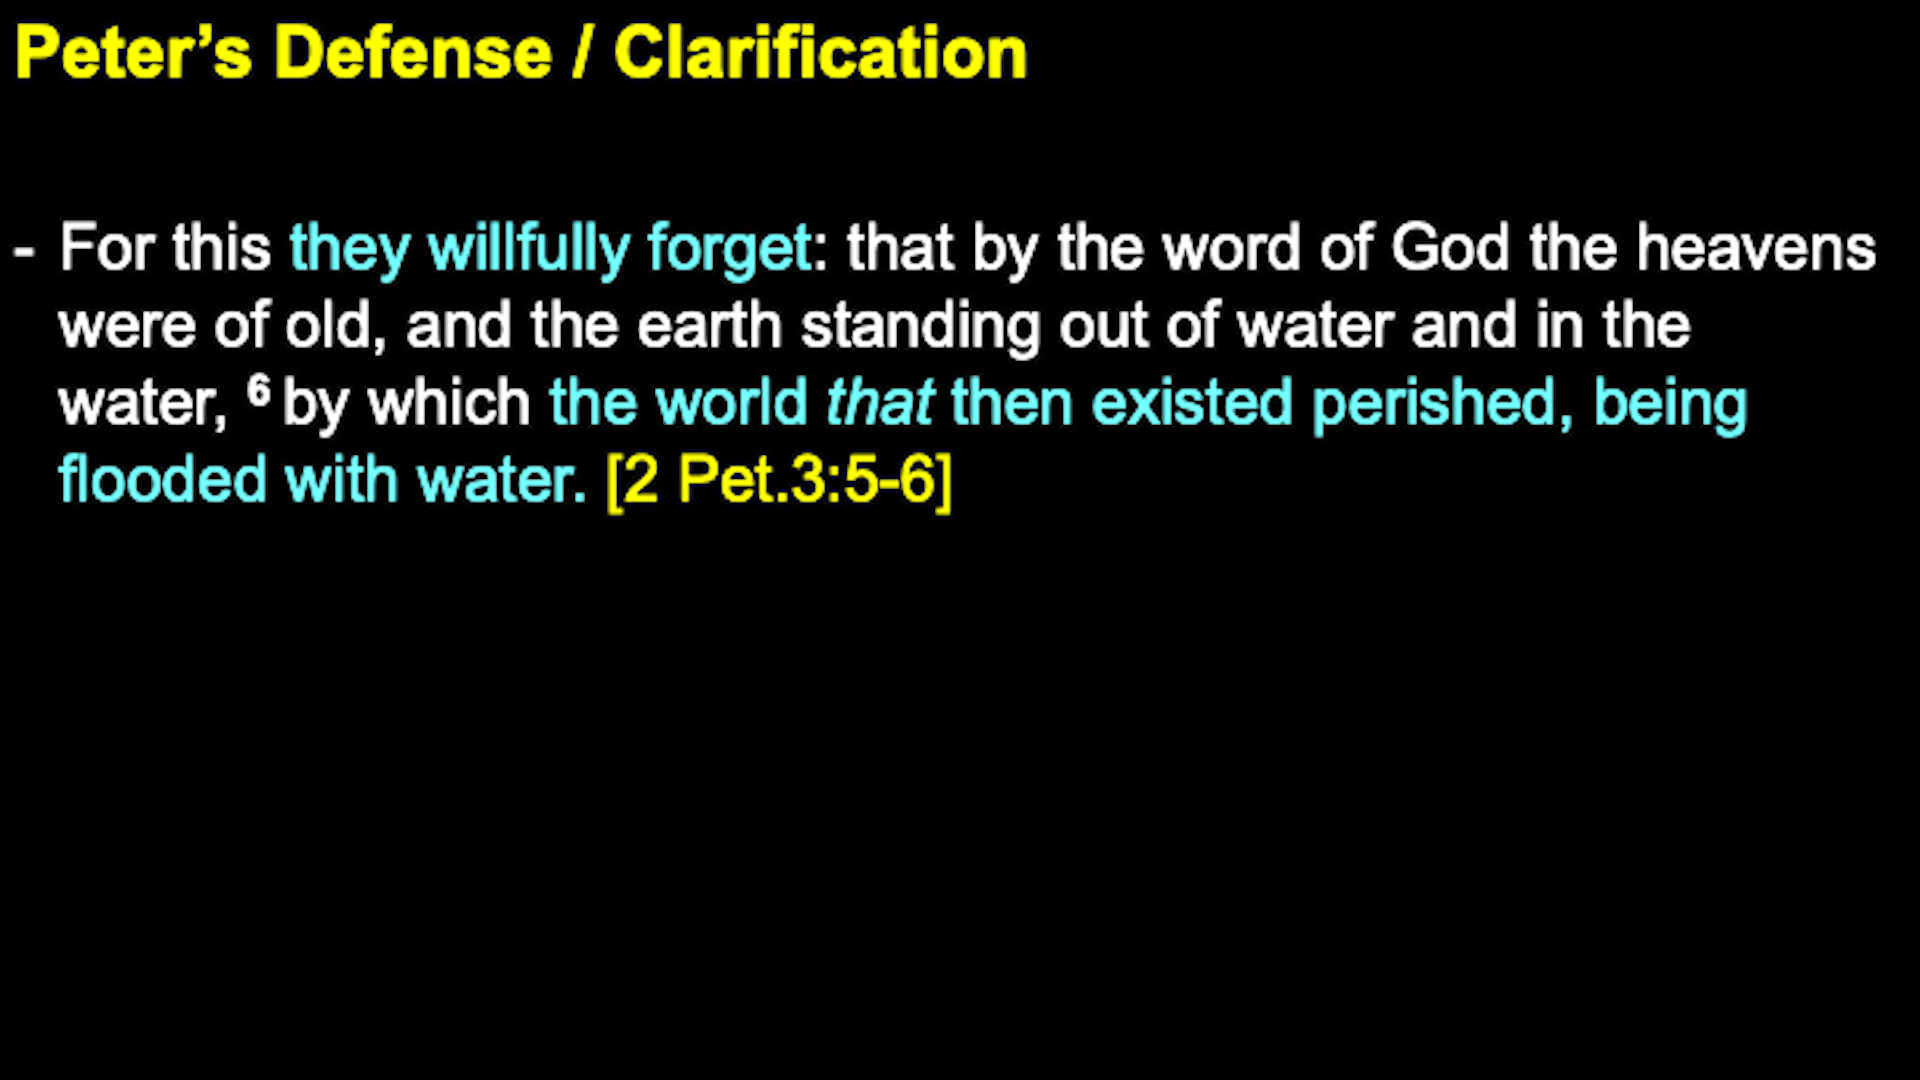 Peter’s Defense / Clarification
- For this they willfully forget: that by the word of God the heavens
were of old, and the earth standing out of water and in the
water, 6 by which the world that then existed perished, being
flooded with water. [2 Pet.3:5-6]